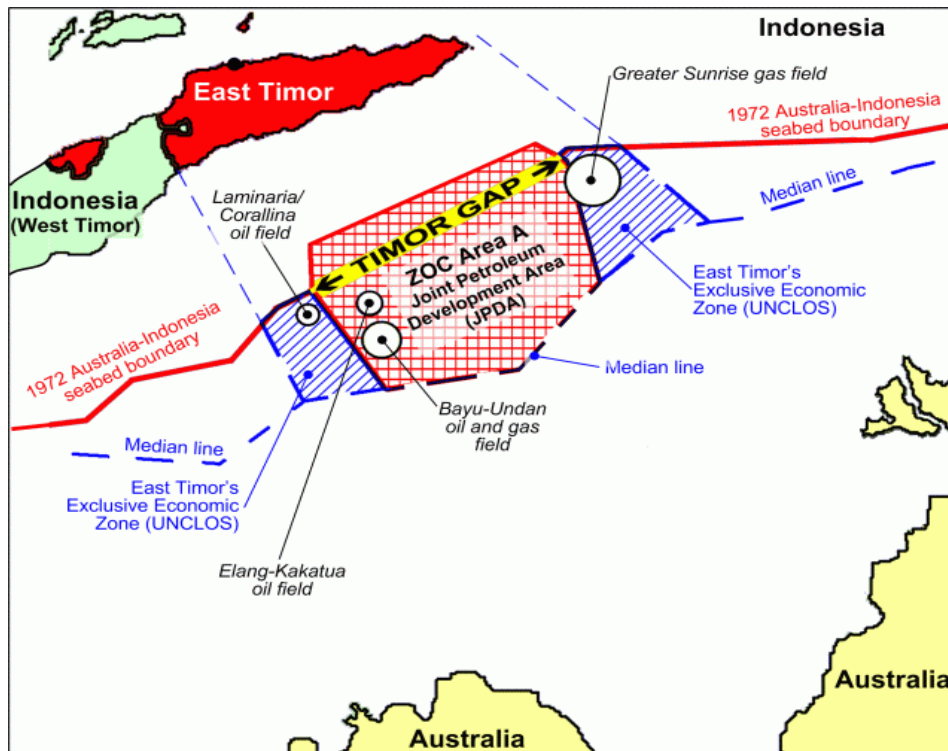 Indonesia
Greater Sunrise gas field
East Timor
1972 Australia-Indonesia
seabed boundary
Indonesia
(West Timor)
Laminaria/
Corallina
oil field
Median line
TIMOR GAP
ZOC Area A
Joint Petroleum
Development Area
(JPDA)
East Timor's
Exclusive Economic
Zone (UNCLOS)
1972 Australia-Indonesia
seabed boundary
Median line
Bayu-Undan
oil and gas
field
Median line
East Timor's
Exclusive Economic
Zone (UNCLOS)
Elang-Kakatua
oil field
Australia
Australia